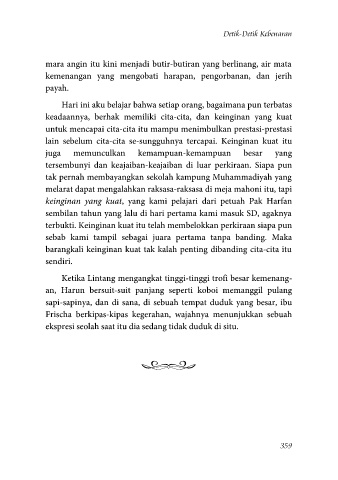 Detik-Detik Kebenaran
mara angin itu kini menjadi butir-butiran yang berlinang, air mata
kemenangan yang mengobati harapan, pengorbanan, dan jerih
payah.
Hari ini aku belajar bahwa setiap orang, bagaimana pun terbatas
keadaannya, berhak memiliki cita-cita, dan keinginan yang kuat
untuk mencapai cita-cita itu mampu menimbulkan prestasi-prestasi
lain sebelum cita-cita se-sungguhnya tercapai. Keinginan kuat itu
juga memunculkan kemampuan-kemampuan besar yang
tersembunyi dan keajaiban-keajaiban di luar perkiraan. Siapa pun
tak pernah membayangkan sekolah kampung Muhammadiyah yang
melarat dapat mengalahkan raksasa-raksasa di meja mahoni itu, tapi
keinginan yang kuat, yang kami pelajari dari petuah Pak Harfan
sembilan tahun yang lalu di hari pertama kami masuk SD, agaknya
terbukti. Keinginan kuat itu telah membelokkan perkiraan siapa pun
sebab kami tampil sebagai juara pertama tanpa banding. Maka
barangkali keinginan kuat tak kalah penting dibanding cita-cita itu
sendiri.
Ketika Lintang mengangkat tinggi-tinggi trofi besar kemenang-
an, Harun bersuit-suit panjang seperti koboi memanggil pulang
sapi-sapinya, dan di sana, di sebuah tempat duduk yang besar, ibu
Frischa berkipas-kipas kegerahan, wajahnya menunjukkan sebuah
ekspresi seolah saat itu dia sedang tidak duduk di situ.
359